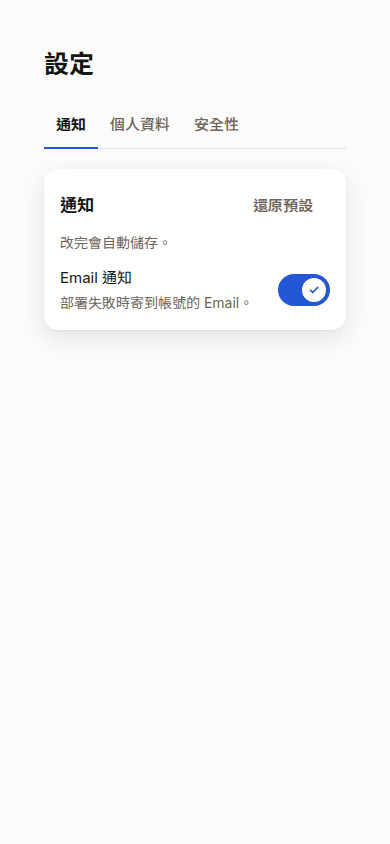 設定
通知 個人資料 安全性
通知 還原預設
改完會自動儲存。
Email 通知
部署失敗時寄到帳號的 Email。